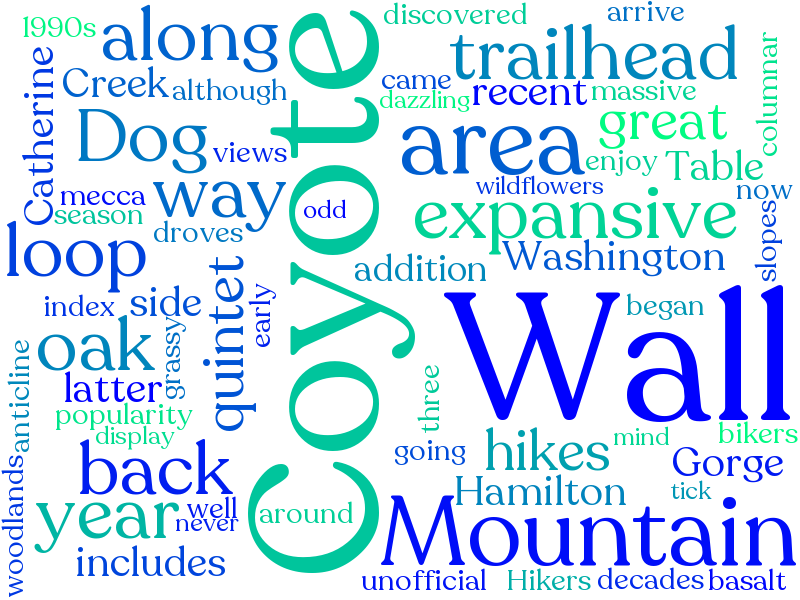 1990s
along
discovered
arrive
Coyote
trailhead
columnar
Catherine
Creek
although
came
dazzling
recent
massive
Dog
views
area
great
enjoy
Table
mecca
season
way
odd
wildflowers
now
droves
expansive
slopes
loop
quintet
addition
Washington
index
side
early
Wall
began
oak
grassy
anticline
latter
three
popularity
display
going
hikes
mind
bikers
back
Gorge
woodlands
year
well
never
around
Hamilton
tick
Mountain
includes
unofficial
Hikers
decades
basalt